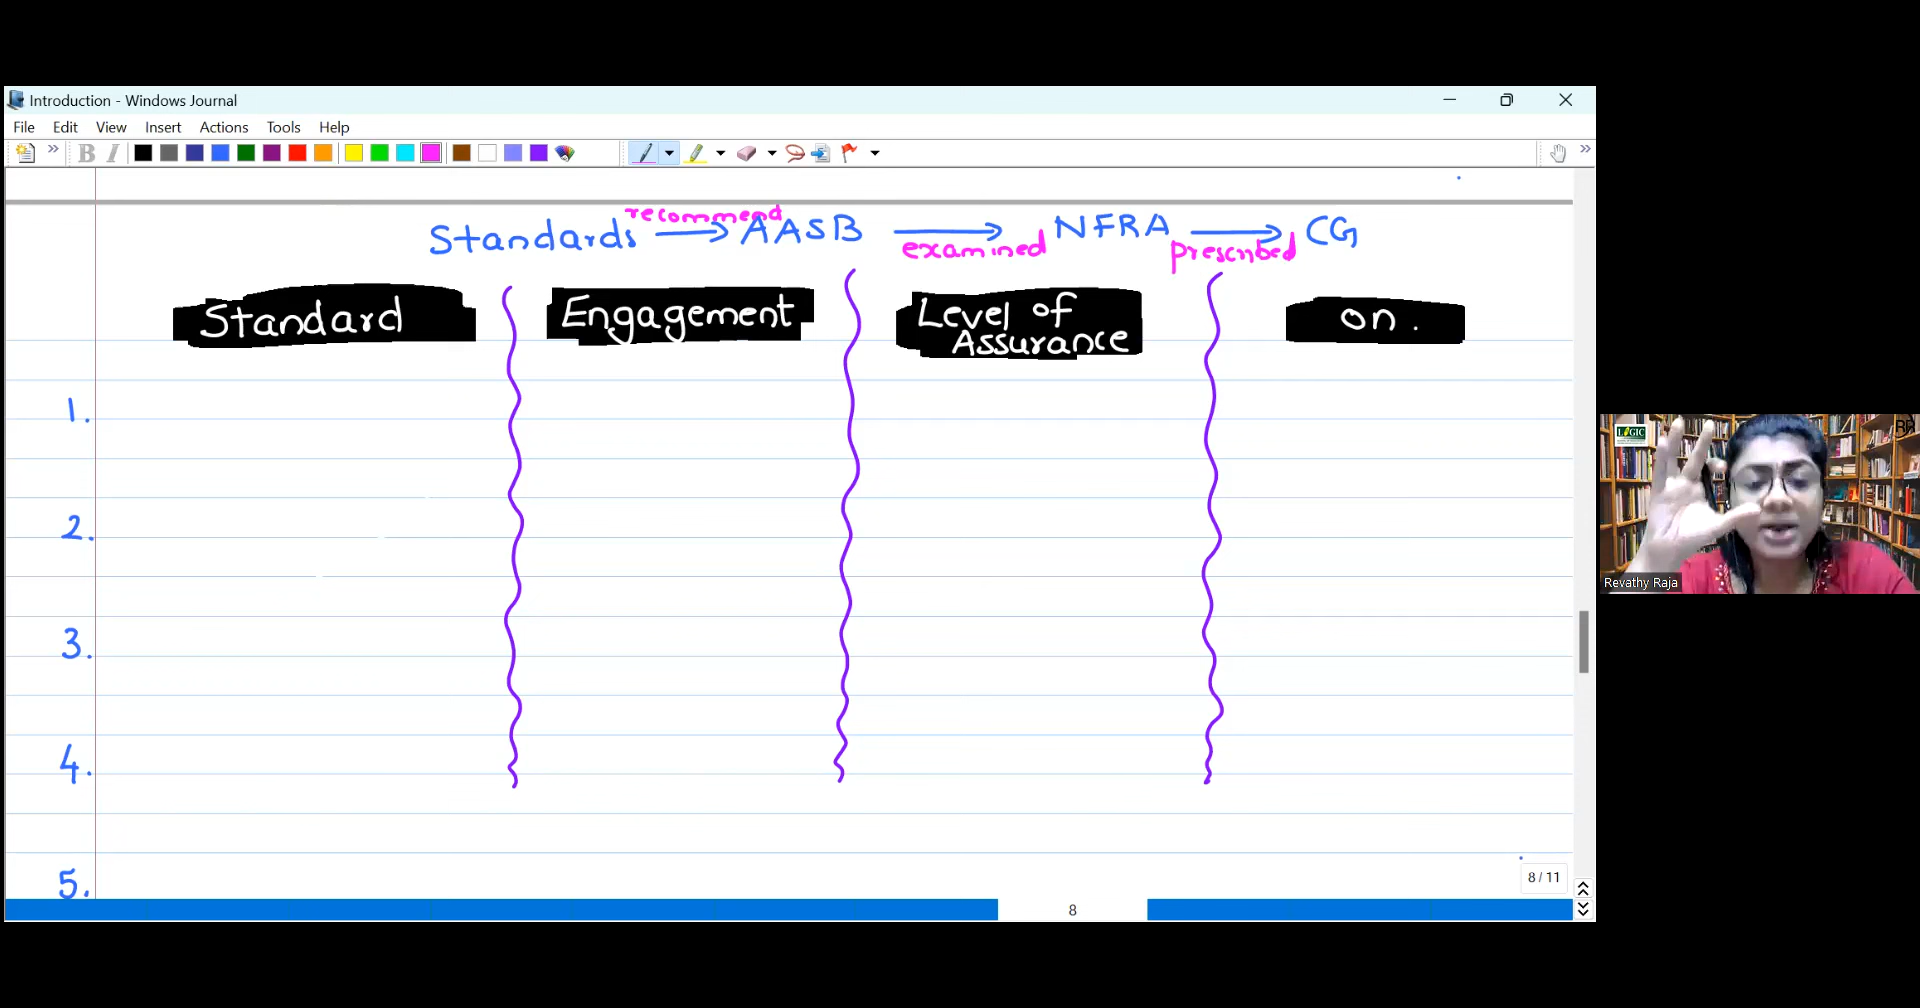 Introduction - Windows Journal
File Edit View Insert Actions Tools Help
B I
recommend
Standards → AASB → NFRA → CG
examined prescribed
Standard Engagement Level of Assurance on.
1.
2.
3.
4.
5.
8 / 11
8
LOGIC
Revathy Raja